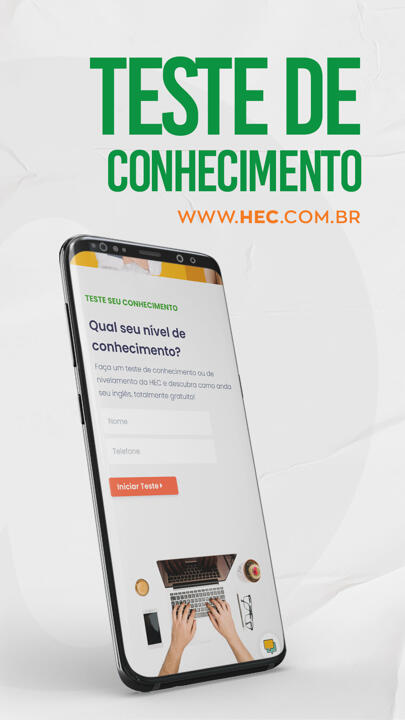 TESTE DE
CONHECIMENTO
WWW.HEC.COM.BR
TESTE SEU CONHECIMENTO
Qual seu nível de
conhecimento?
Faça um teste de conhecimento ou de
nivelamento da HEC e descubra como anda
seu inglês, totalmente gratuito!
Nome
Telefone
Iniciar Teste